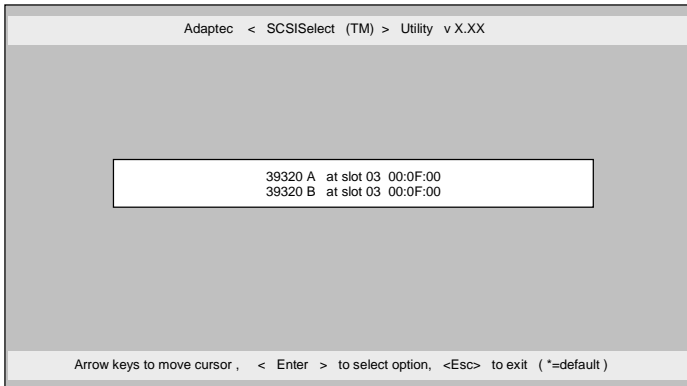 Adaptec < SCSISelect (TM) > Utility v X.XX
39320 A at slot 03 00:0F:00
39320 B at slot 03 00:0F:00
Arrow keys to move cursor , < Enter > to select option, <Esc> to exit ( *=default )